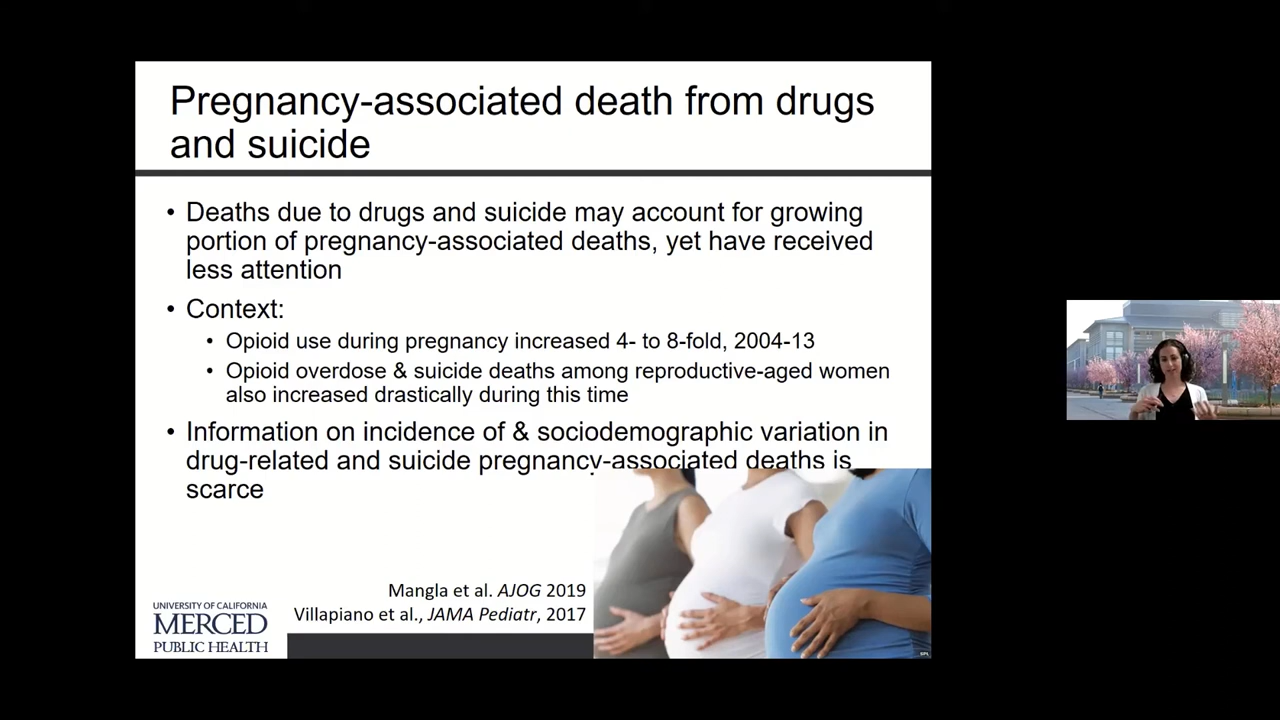 Pregnancy-associated death from drugs
and suicide
• Deaths due to drugs and suicide may account for growing
portion of pregnancy-associated deaths, yet have received
less attention
• Context:
• Opioid use during pregnancy increased 4- to 8-fold, 2004-13
• Opioid overdose & suicide deaths among reproductive-aged women
also increased drastically during this time
• Information on incidence of & sociodemographic variation in
drug-related and suicide pregnancy-associated deaths is
scarce
Mangla et al. AJOG 2019
Villapiano et al., JAMA Pediatr, 2017
UNIVERSITY OF CALIFORNIA
MERCED
PUBLIC HEALTH
SPL